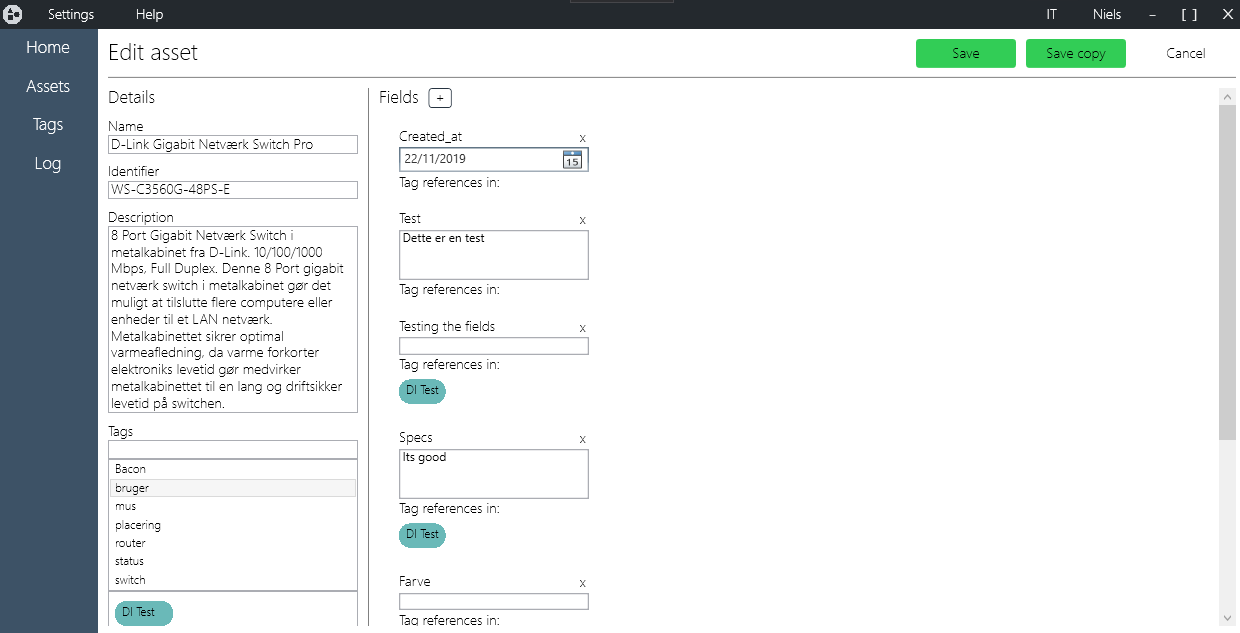 Settings Help IT Niels – [ ] X
Home
Assets
Tags
Log
Edit asset
Save
Save copy
Cancel
Details
Name
D-Link Gigabit Netværk Switch Pro
Identifier
WS-C3560G-48PS-E
Description
8 Port Gigabit Netværk Switch i
metalkabinet fra D-Link. 10/100/1000
Mbps, Full Duplex. Denne 8 Port gigabit
netværk switch i metalkabinet gør det
muligt at tilslutte flere computere eller
enheder til et LAN netværk.
Metalkabinettet sikrer optimal
varmeafledning, da varme forkorter
elektroniks levetid gør medvirker
metalkabinettet til en lang og driftsikker
levetid på switchen.
Tags
Bacon
bruger
mus
placering
router
status
switch
DI Test
Fields +
Created_at x
22/11/2019 15
Tag references in:
Test x
Dette er en test
Tag references in:
Testing the fields x
Tag references in:
DI Test
Specs x
Its good
Tag references in:
DI Test
Farve x
Tag references in: